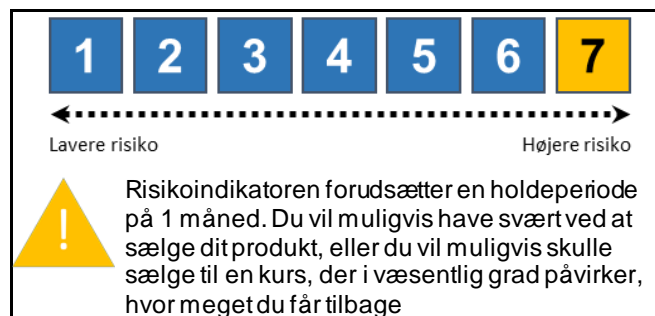 1 2 3 4 5 6 7
Lavere risiko Højere risiko
!
Risikoindikatoren forudsætter en holdeperiode
på 1 måned. Du vil muligvis have svært ved at
sælge dit produkt, eller du vil muligvis skulle
sælge til en kurs, der i væsentlig grad påvirker,
hvor meget du får tilbage